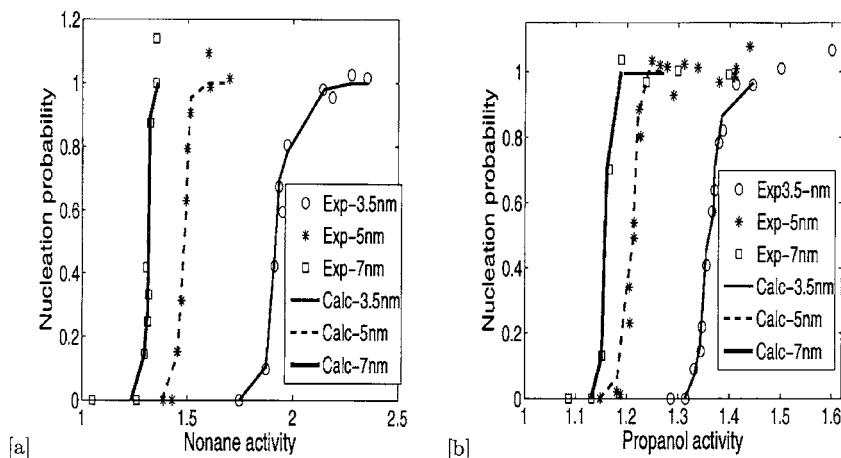 1.2
1
0.8
0.6
0.4
0.2
0
Nucleation probability
Exp-3.5nm
Exp-5nm
Exp-7nm
Calc-3.5nm
Calc-5nm
Calc-7nm
1 1.5 2 2.5
Nonane activity
[a]
1.2
1
0.8
0.6
0.4
0.2
0
Nucleation probability
Exp3.5-nm
Exp-5nm
Exp-7nm
Calc-3.5nm
Calc-5nm
Calc-7nm
1 1.1 1.2 1.3 1.4 1.5 1.6
Propanol activity
[b]